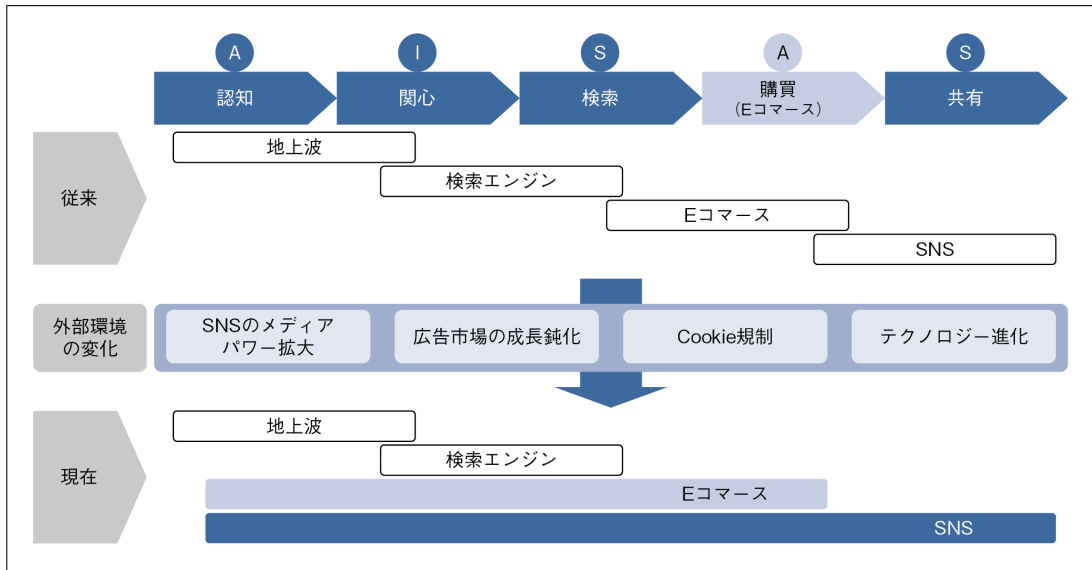 A
I
S
A
S
認知
関心
検索
購買
（Eコマース）
共有
従来
地上波
検索エンジン
Eコマース
SNS
外部環境
の変化
SNSのメディア
パワー拡大
広告市場の成長鈍化
Cookie規制
テクノロジー進化
現在
地上波
検索エンジン
Eコマース
SNS